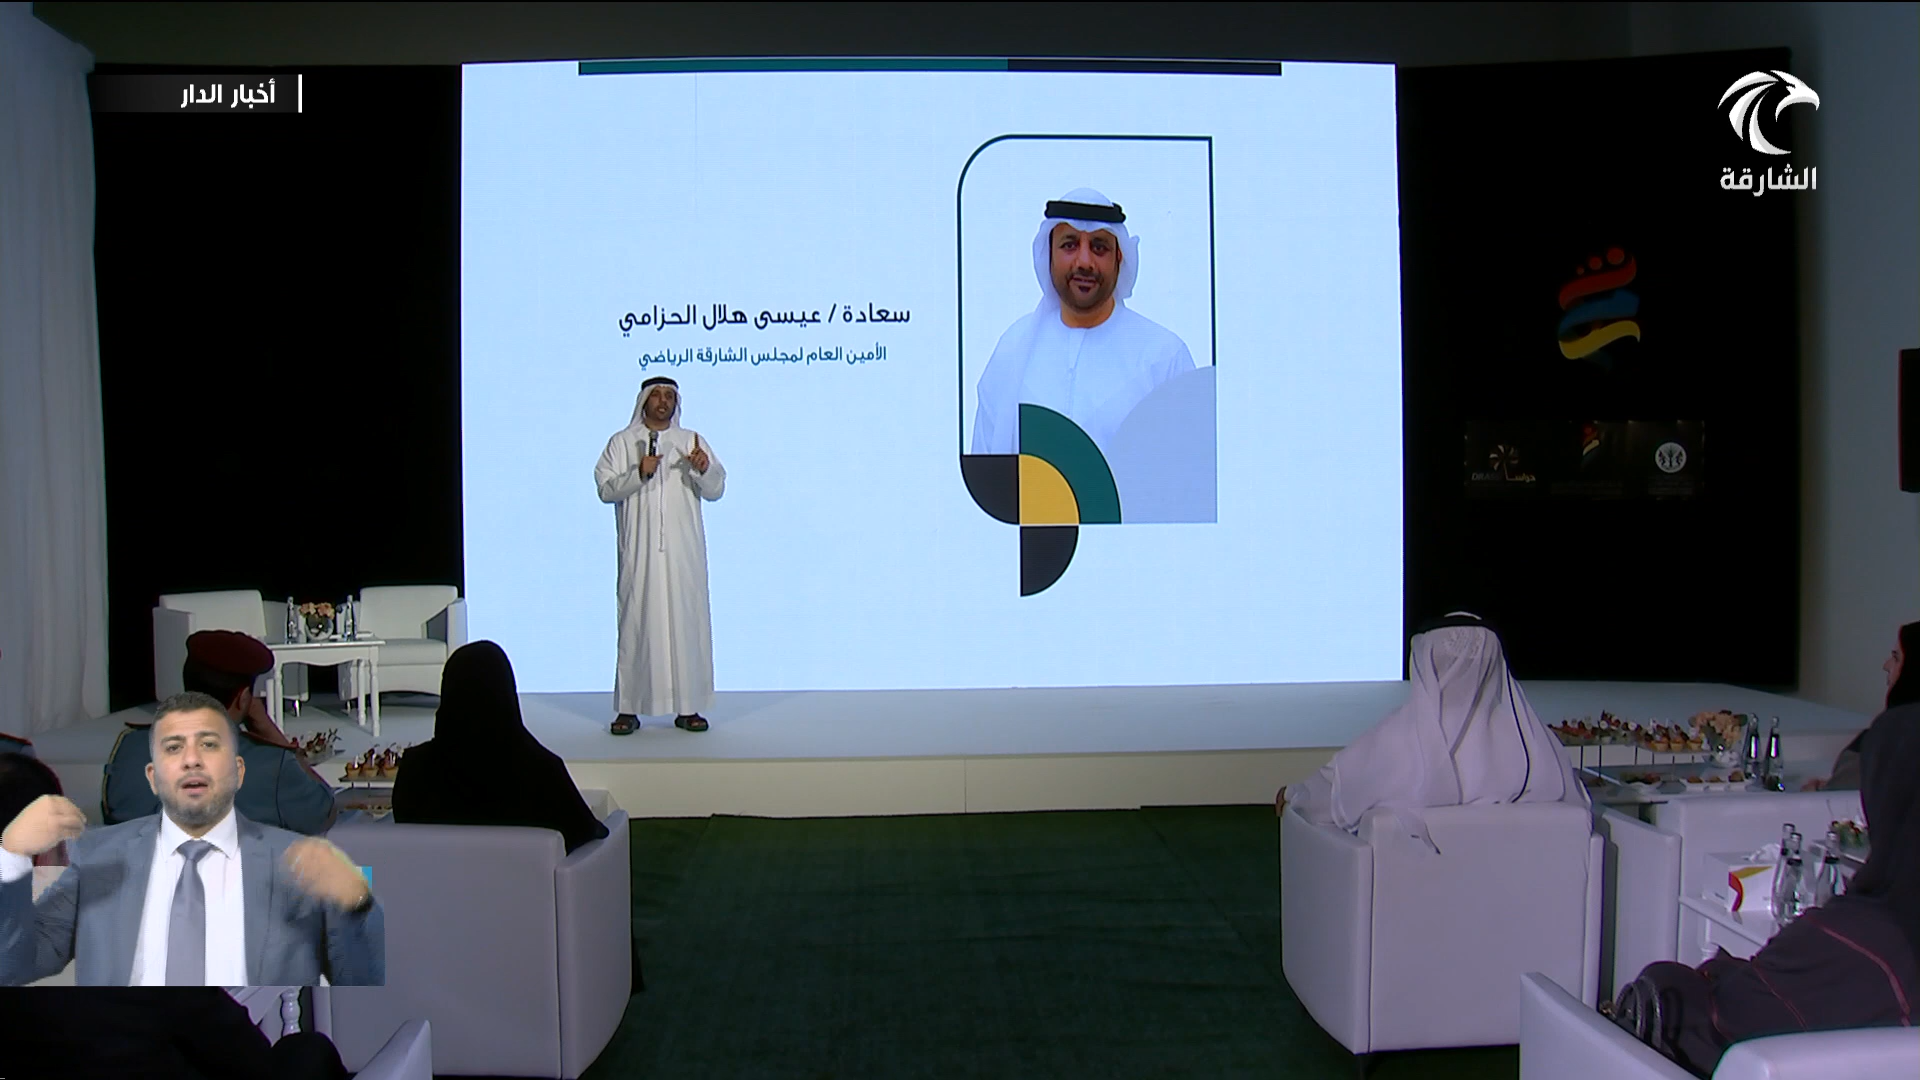 أخبار الدار
الشارقة
سعادة / عيسى هلال الحزامي
الأمين العام لمجلس الشارقة الرياضي